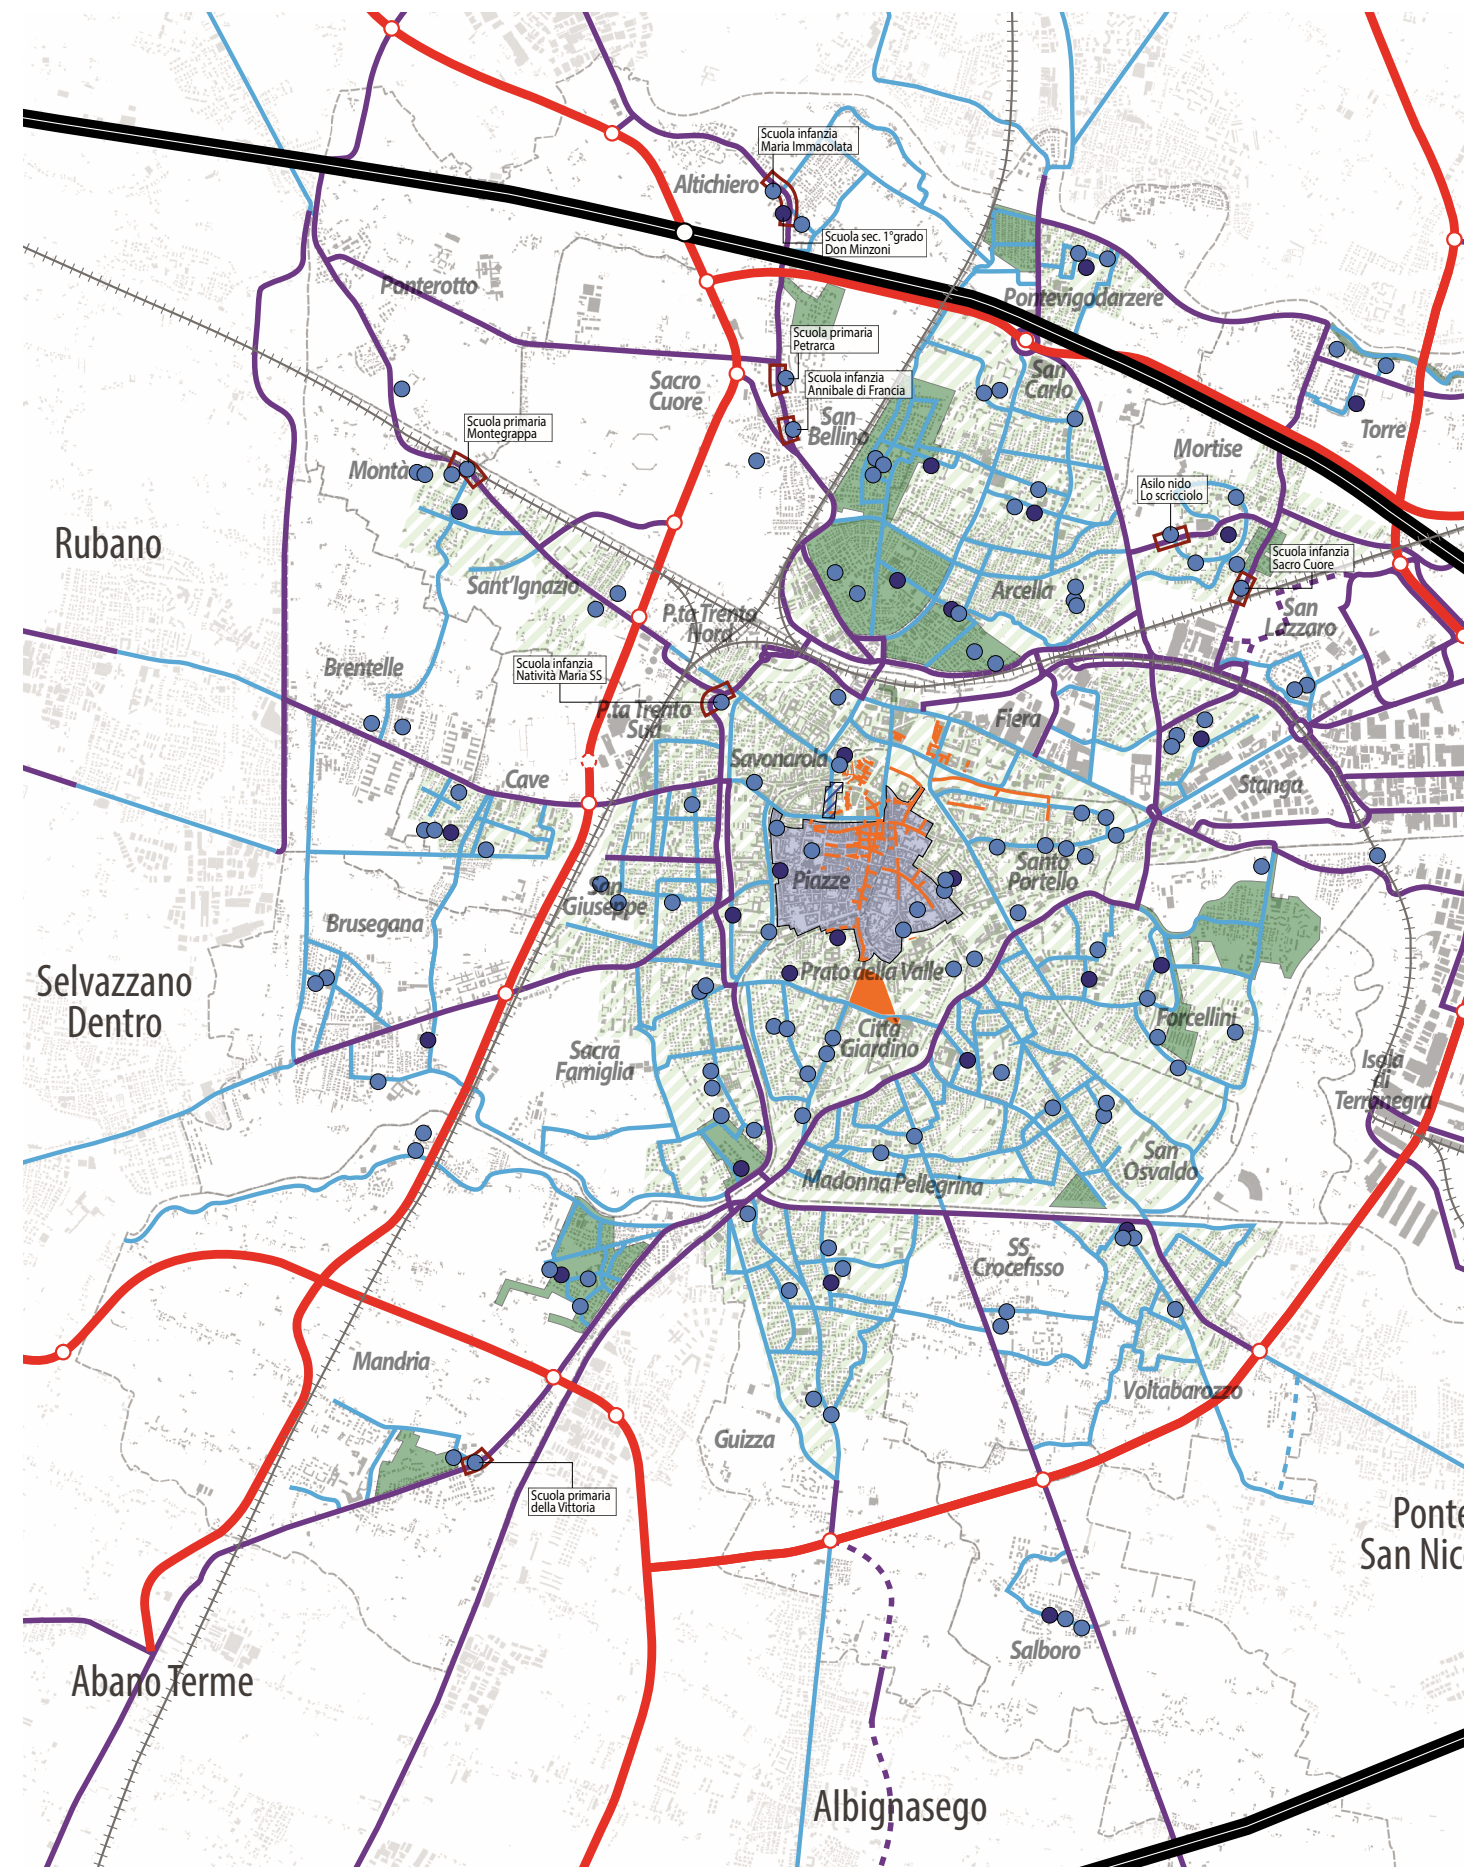 Scuola infanzia
Maria Immacolata
Altichiero
Scuola sec. 1°grado
Don Minzoni
Ponterotto
Pontevigodarzere
Scuola primaria
Petrarca
Sacro
Cuore
Scuola infanzia
Annibale di Francia
San
Carlo
San
Bellino
Scuola primaria
Montegrappa
Torre
Mortise
Montà
Asilo nido
Lo scricciolo
Rubano
Scuola infanzia
Sacro Cuore
Sant'Ignazio
Arcella
San
Lazzaro
P.ta Trento
Nord
Scuola infanzia
Natività Maria SS
Brentelle
P.ta Trento
Sud
Fiera
Savonarola
Cave
Stanga
Santo
Portello
Piazze
San
Giuseppe
Brusegana
Selvazzano
Dentro
Prato della Valle
Forcellini
Città
Giardino
Sacra
Famiglia
Isola
di
Terranegra
San
Osvaldo
Madonna Pellegrina
SS
Crocefisso
Mandria
Voltabarozzo
Guizza
Scuola primaria
della Vittoria
Ponte
San Nic
Salboro
Abano Terme
Albignasego